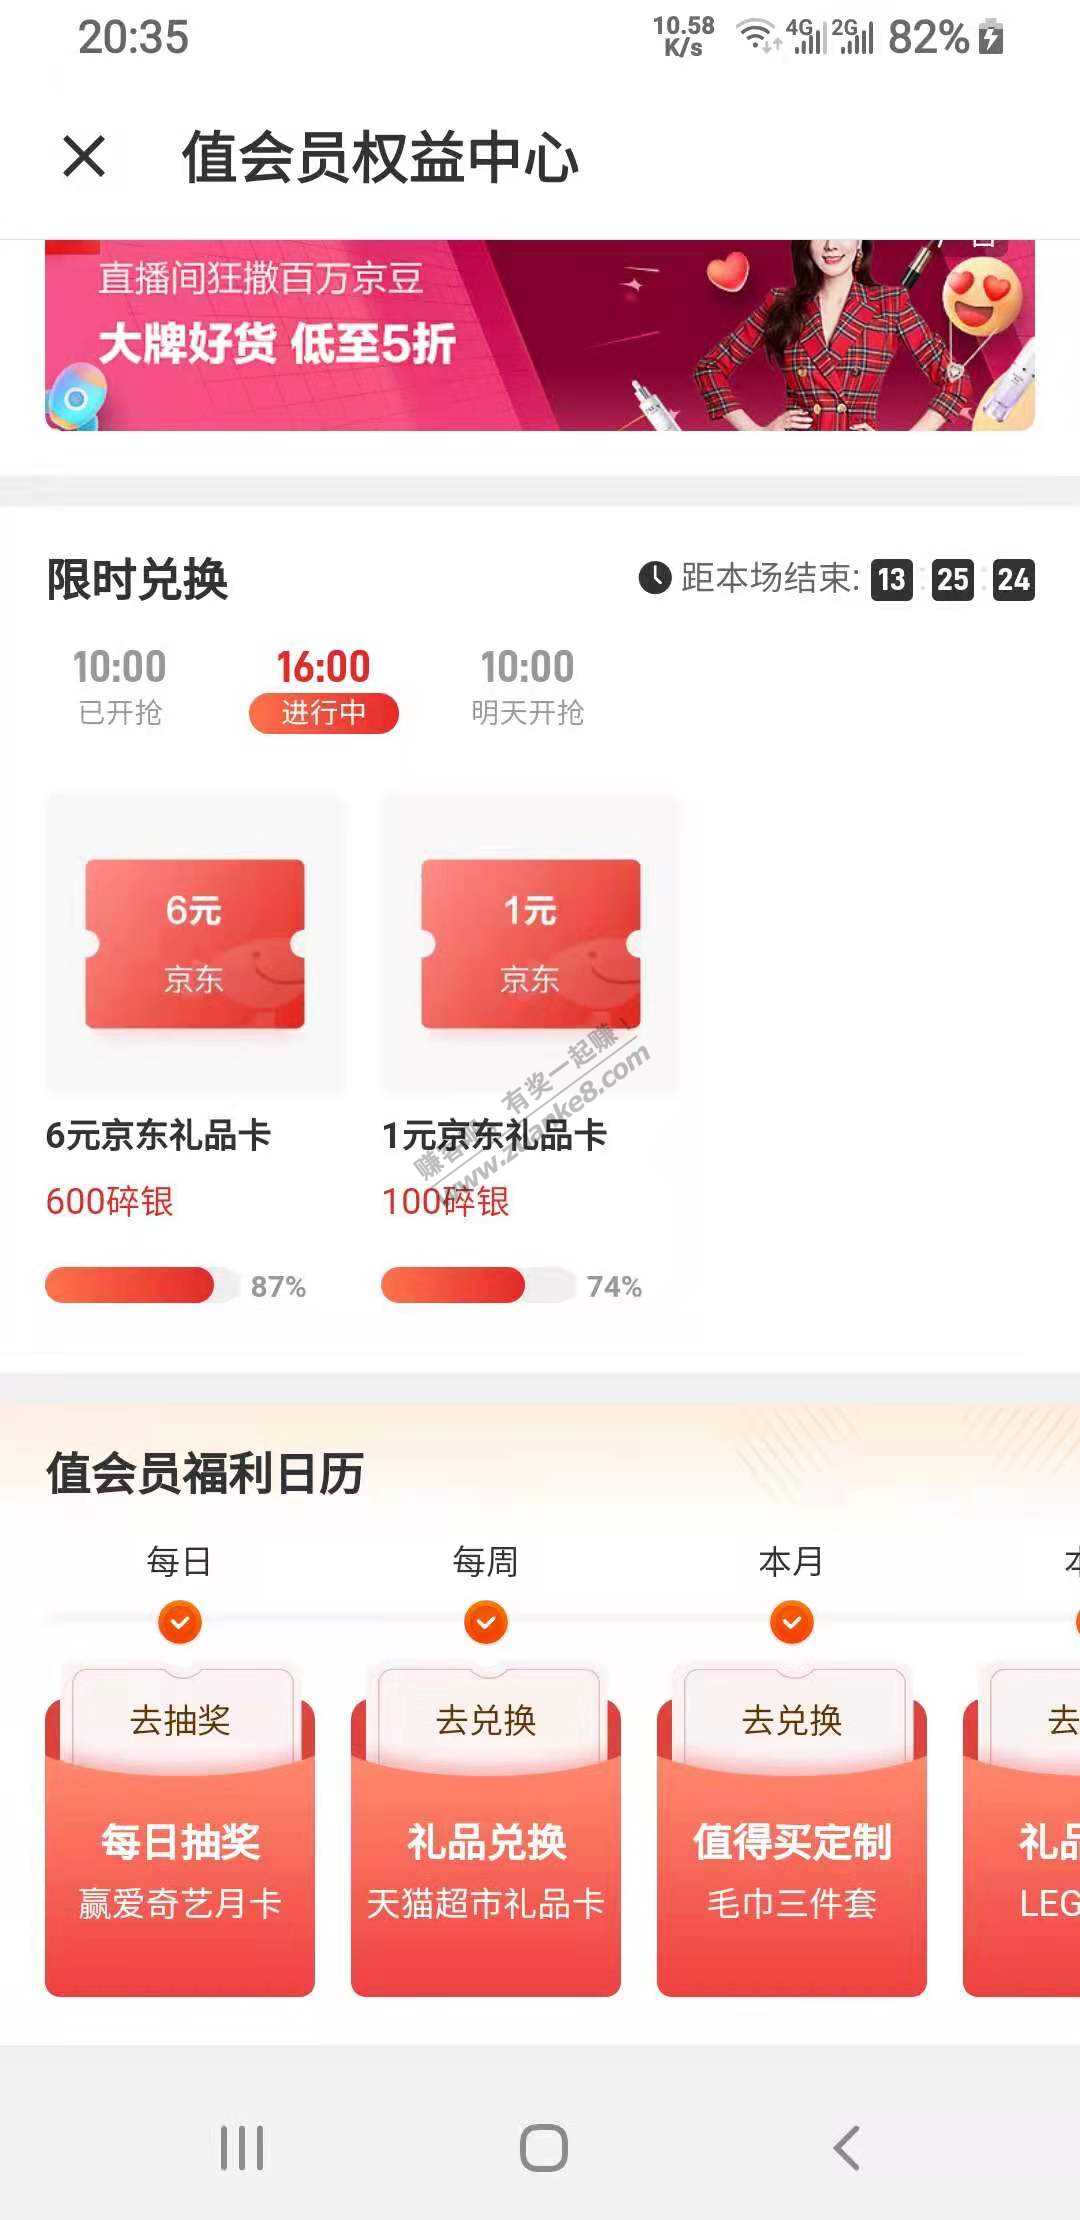 20:35
10.58 K/s 4G 2G 82%
值会员权益中心
直播间狂撒百万京豆
大牌好货 低至5折
限时兑换
距本场结束: 13 : 25 : 24
10:00 16:00 10:00
已开抢 进行中 明天开抢
6元 1元
京东 京东
赚客吧,有奖一起赚!
www.zuanke8.com
6元京东礼品卡 1元京东礼品卡
600碎银 100碎银
87% 74%
值会员福利日历
每日 每周 本月
去抽奖 去兑换 去兑换 去
每日抽奖 礼品兑换 值得买定制 礼品
赢爱奇艺月卡 天猫超市礼品卡 毛巾三件套 LEG